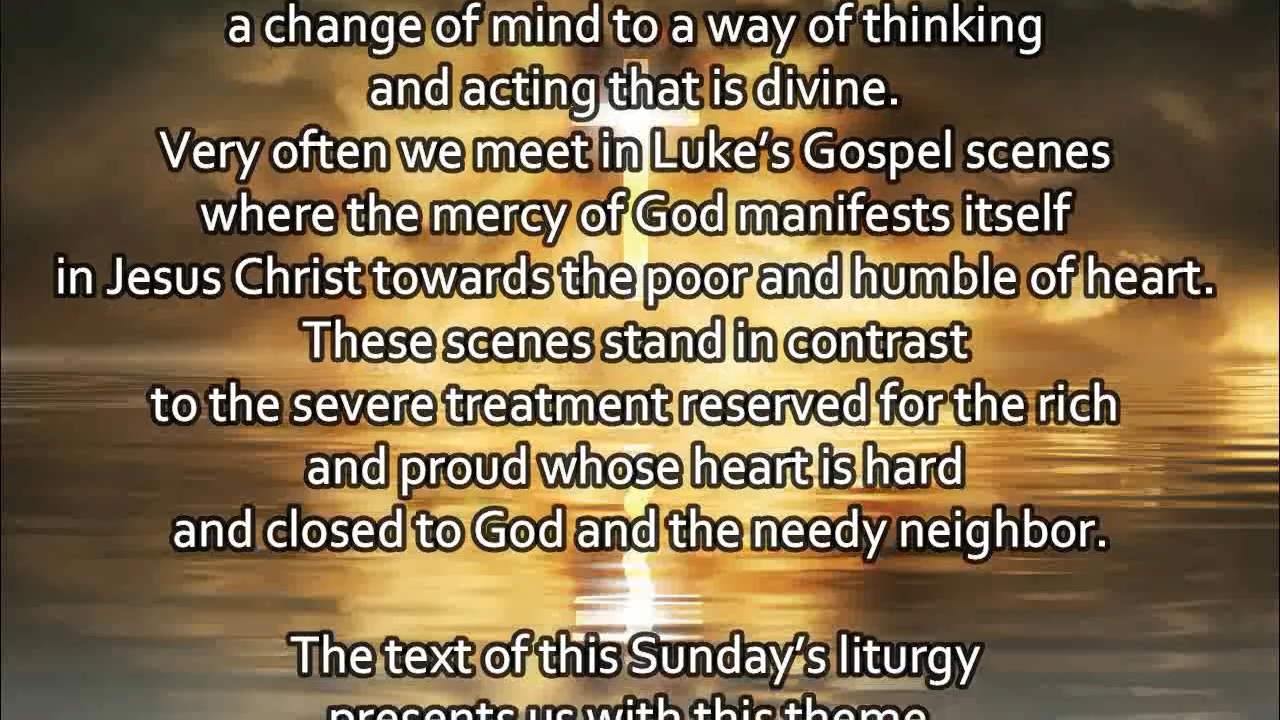 a change of mind to a way of thinking
and acting that is divine.
Very often we meet in Luke’s Gospel scenes
where the mercy of God manifests itself
in Jesus Christ towards the poor and humble of heart.
These scenes stand in contrast
to the severe treatment reserved for the rich
and proud whose heart is hard
and closed to God and the needy neighbor.
The text of this Sunday’s liturgy
presents us with this theme